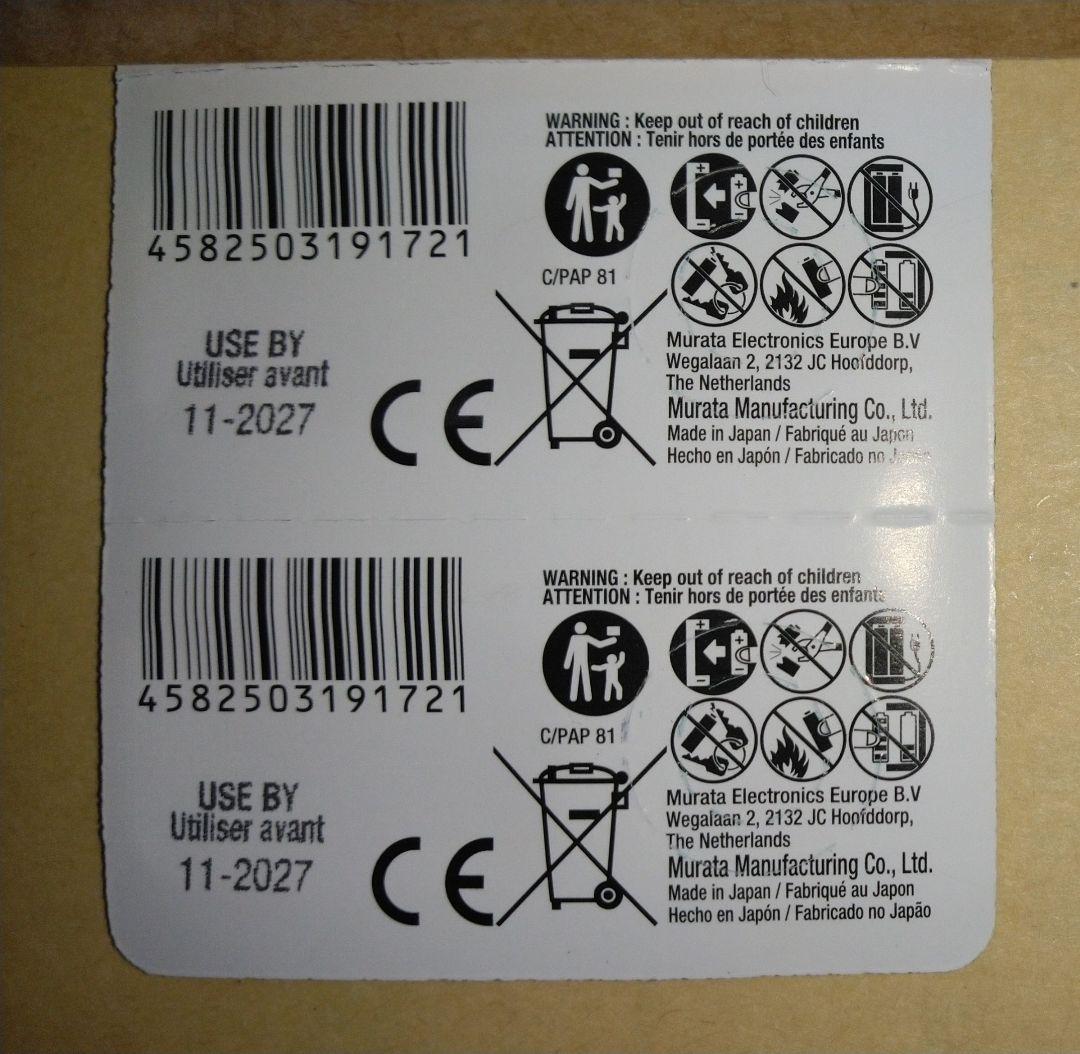 4582503191721
USE BY
Utiliser avant
11-2027
CE
WARNING : Keep out of reach of children
ATTENTION : Tenir hors de portée des enfants
C/PAP 81
Murata Electronics Europe B.V
Wegalaan 2, 2132 JC Hoofddorp,
The Netherlands
Murata Manufacturing Co., Ltd.
Made in Japan / Fabriqué au Japon
Hecho en Japón / Fabricado no Japão
4582503191721
USE BY
Utiliser avant
11-2027
CE
WARNING : Keep out of reach of children
ATTENTION : Tenir hors de portée des enfants
C/PAP 81
Murata Electronics Europe B.V
Wegalaan 2, 2132 JC Hoofddorp,
The Netherlands
Murata Manufacturing Co., Ltd.
Made in Japan / Fabriqué au Japon
Hecho en Japón / Fabricado no Japão